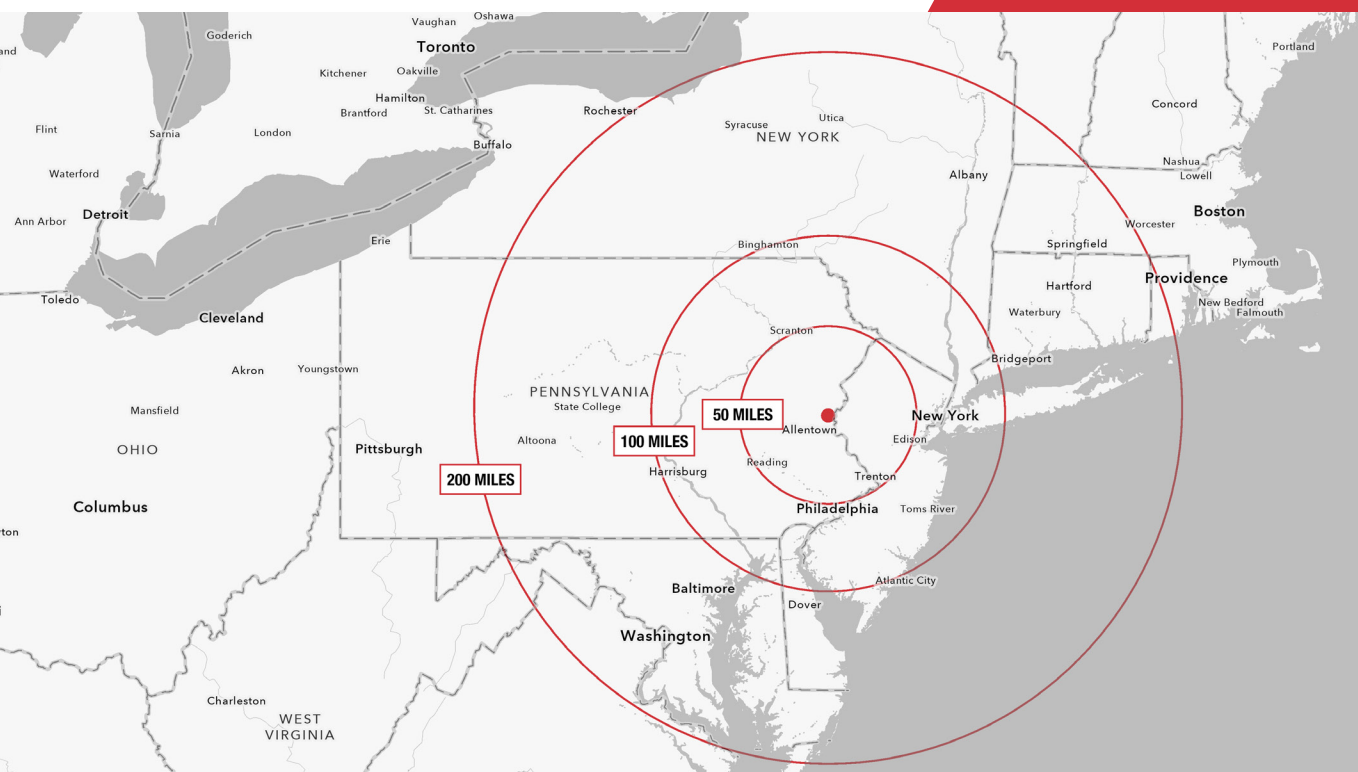 Oshawa
Vaughan
Goderich
Toronto
Portland
and
Kitchener
Oakville
Hamilton
Concord
Brantford
St. Catharines
Rochester
Utica
Syracuse
Flint
Sarnia
London
NEW YORK
Buffalo
Nashua
Waterford
Albany
Lowell
Detroit
Boston
Ann Arbor
Worcester
Erie
Binghamton
Springfield
Plymouth
Providence
Hartford
Toledo
New Bedford
Waterbury
Falmouth
Cleveland
Scranton
Bridgeport
Akron
Youngstown
PENNSYLVANIA
State College
Mansfield
50 MILES
New York
Allentown
Edison
100 MILES
Altoona
OHIO
Pittsburgh
Reading
Harrisburg
Trenton
200 MILES
Columbus
Philadelphia
Toms River
ton
Atlantic City
Baltimore
Dover
Washington
Charleston
WEST
VIRGINIA